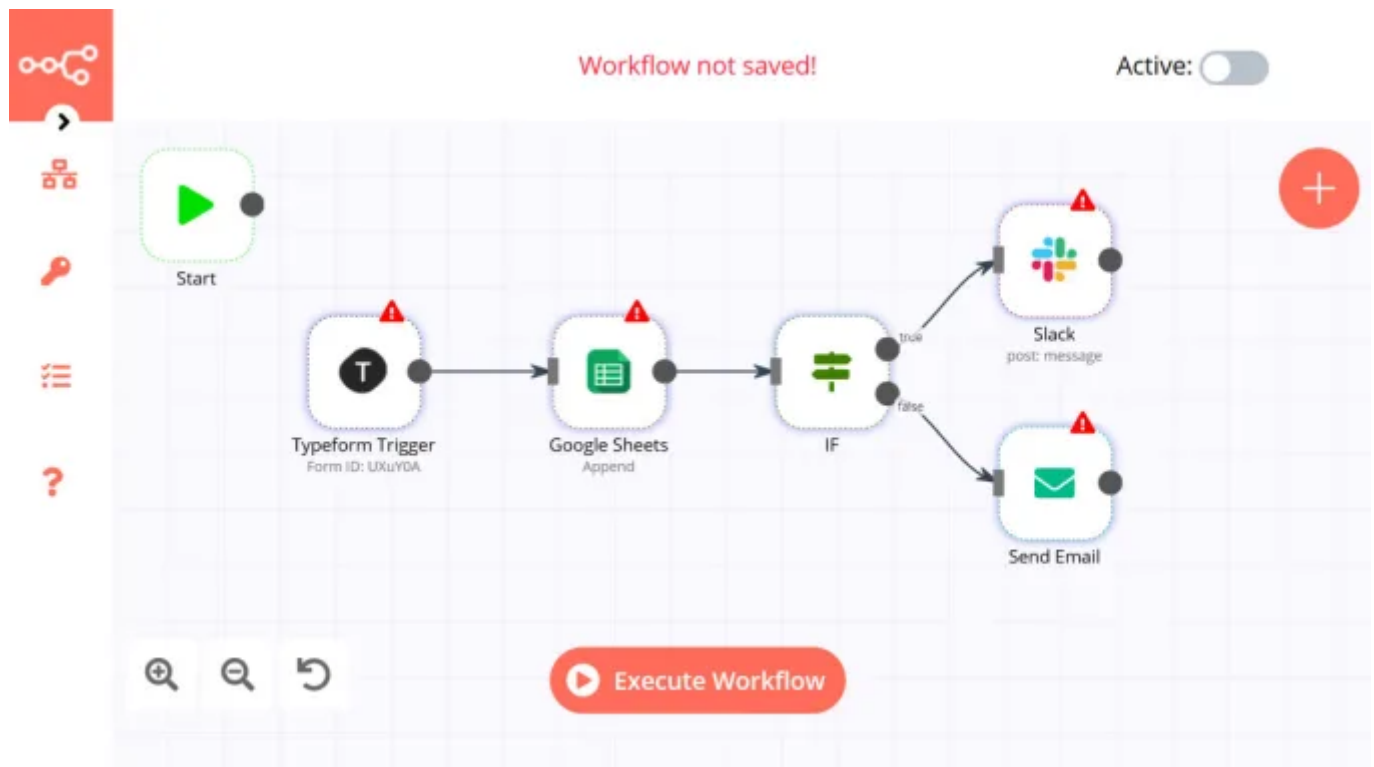 Workflow not saved!
Active:
Start
Typeform Trigger
Form ID: UXuY0A
Google Sheets
Append
IF
true
false
Slack
post: message
Send Email
Execute Workflow